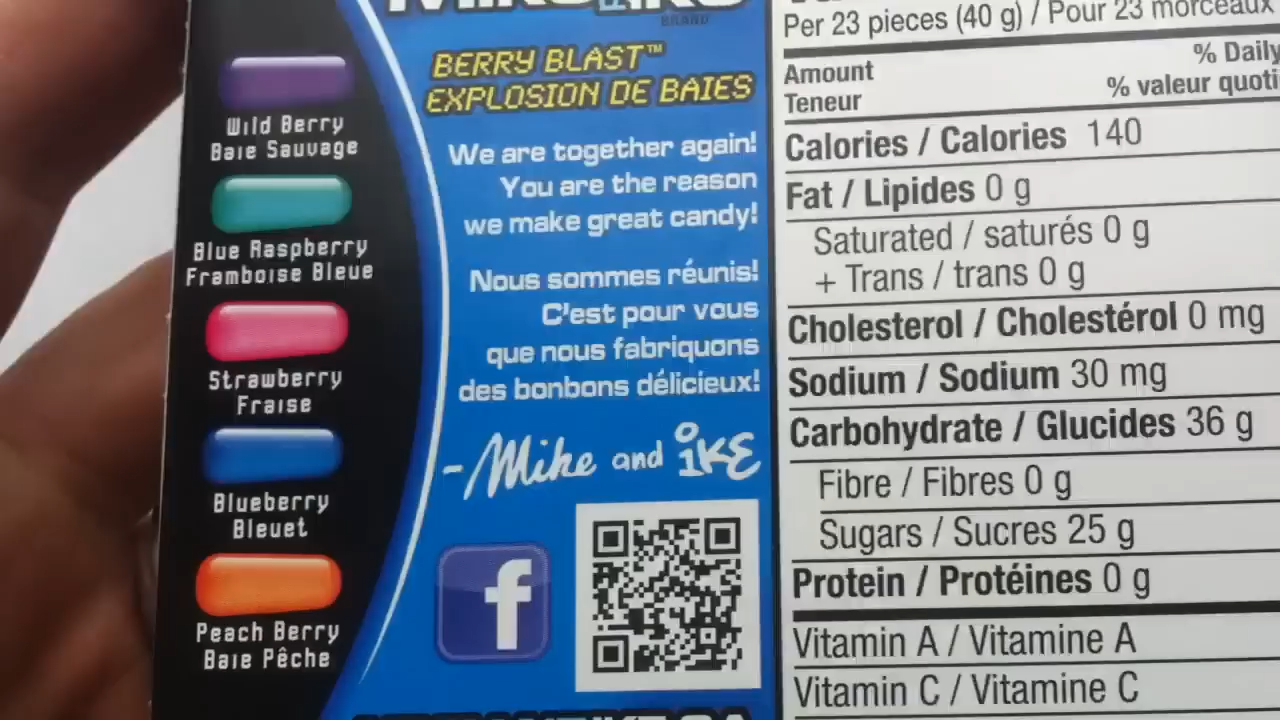 BRAND
BERRY BLAST™
EXPLOSION DE BAIES
We are together again!
You are the reason
we make great candy!
Nous sommes réunis!
C'est pour vous
que nous fabriquons
des bonbons délicieux!
-Mike and iKE
f
Wild Berry
Baie Sauvage
Blue Raspberry
Framboise Bleue
Strawberry
Fraise
Blueberry
Bleuet
Peach Berry
Baie Pêche
Per 23 pieces (40 g) / Pour 23 morceaux
% Daily
Amount
% valeur quoti
Teneur
Calories / Calories 140
Fat / Lipides 0 g
Saturated / saturés 0 g
+ Trans / trans 0 g
Cholesterol / Cholestérol 0 mg
Sodium / Sodium 30 mg
Carbohydrate / Glucides 36 g
Fibre / Fibres 0 g
Sugars / Sucres 25 g
Protein / Protéines 0 g
Vitamin A / Vitamine A
Vitamin C / Vitamine C